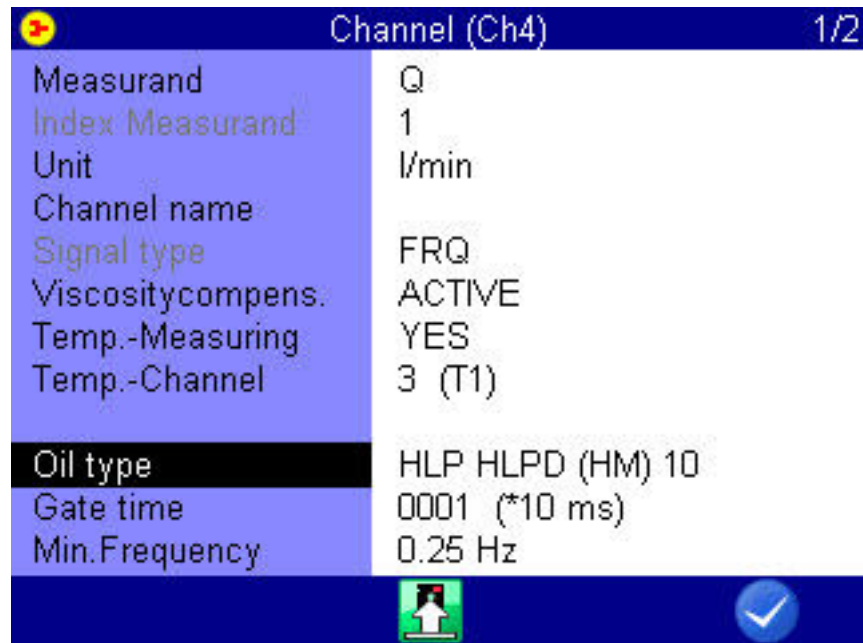 Channel (Ch4) 1/2
Measurand Q
Index Measurand 1
Unit l/min
Channel name
Signal type FRQ
Viscositycompens. ACTIVE
Temp.-Measuring YES
Temp.-Channel 3 (T1)
Oil type HLP HLPD (HM) 10
Gate time 0001 (*10 ms)
Min.Frequency 0.25 Hz